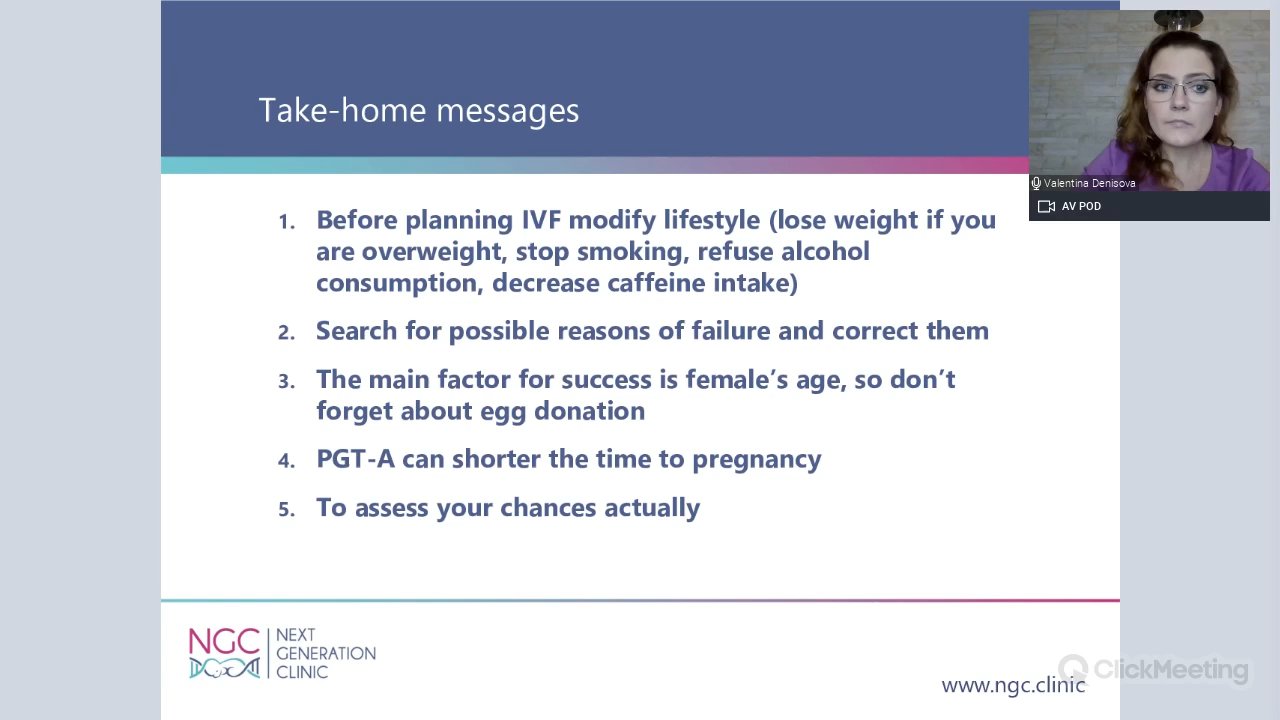 Take-home messages
1. Before planning IVF modify lifestyle (lose weight if you
are overweight, stop smoking, refuse alcohol
consumption, decrease caffeine intake)
2. Search for possible reasons of failure and correct them
3. The main factor for success is female’s age, so don’t
forget about egg donation
4. PGT-A can shorter the time to pregnancy
5. To assess your chances actually
Valentina Denisova
AV POD
NGC
NEXT
GENERATION
CLINIC
www.ngc.clinic
ClickMeeting